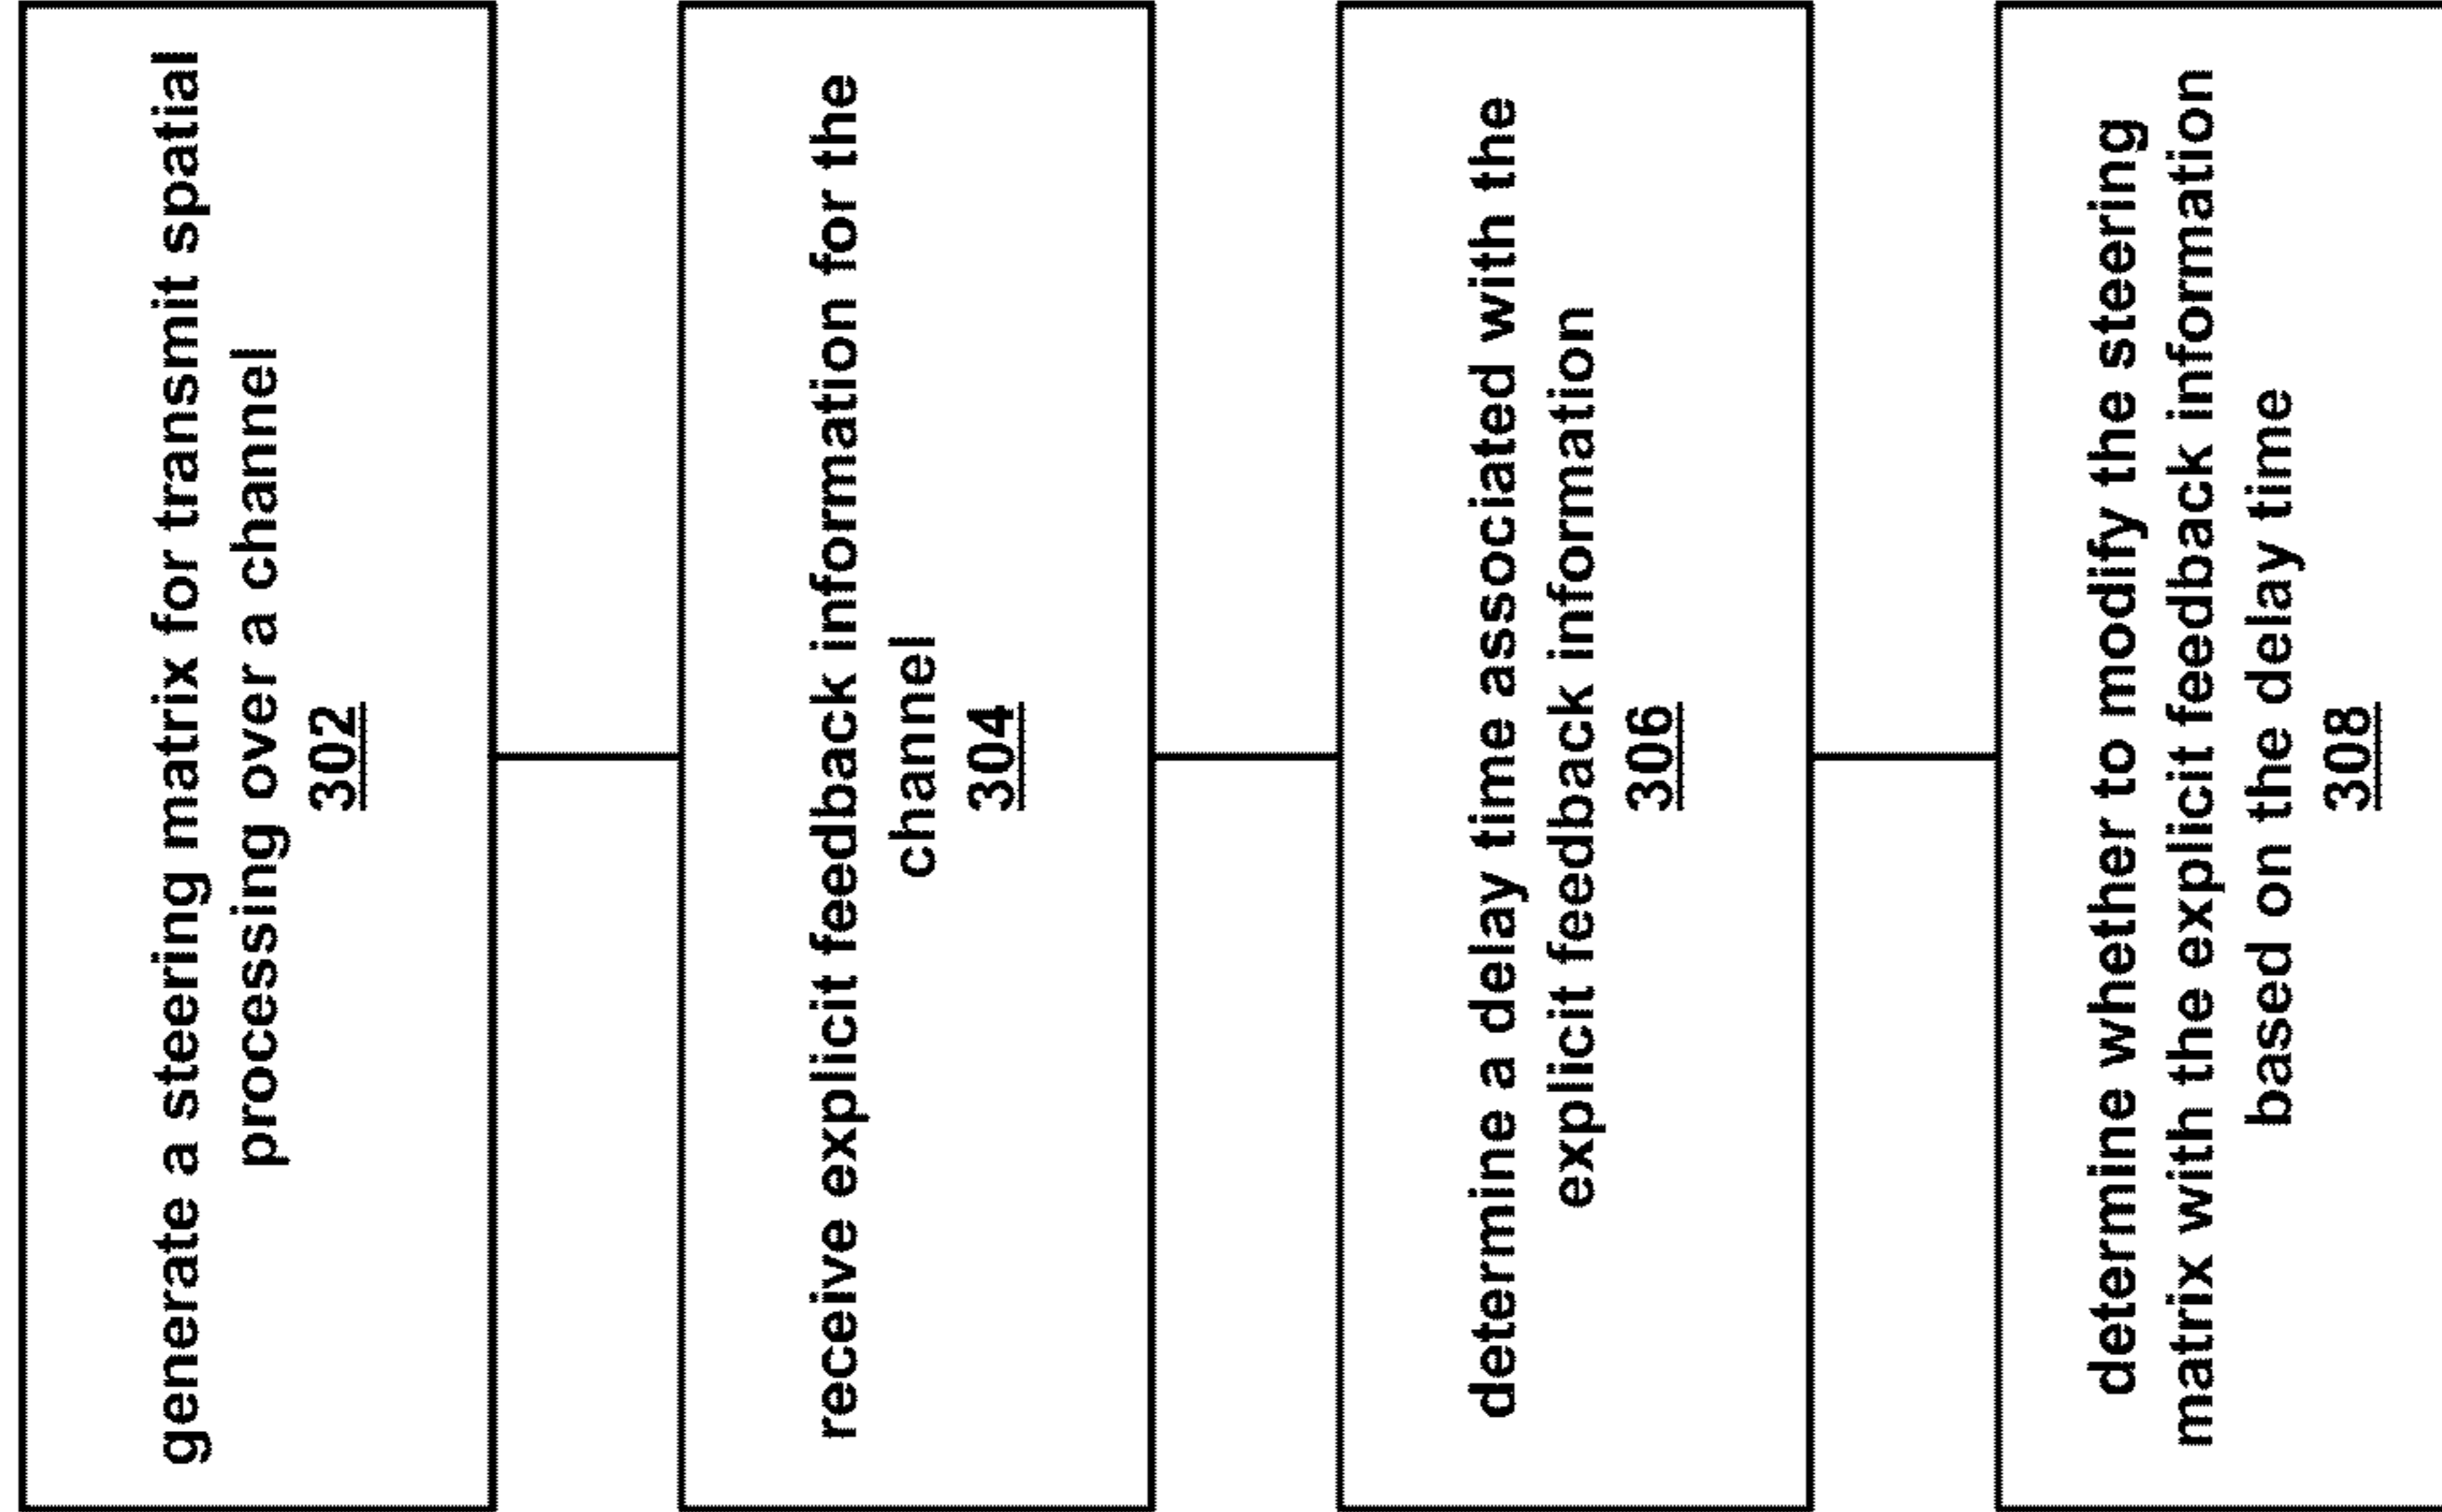 generate a steering matrix for transmit spatial
processing over a channel
302
receive explicit feedback information for the
channel
304
determine a delay time associated with the
explicit feedback information
306
determine whether to modify the steering
matrix with the explicit feedback information
based on the delay time
308